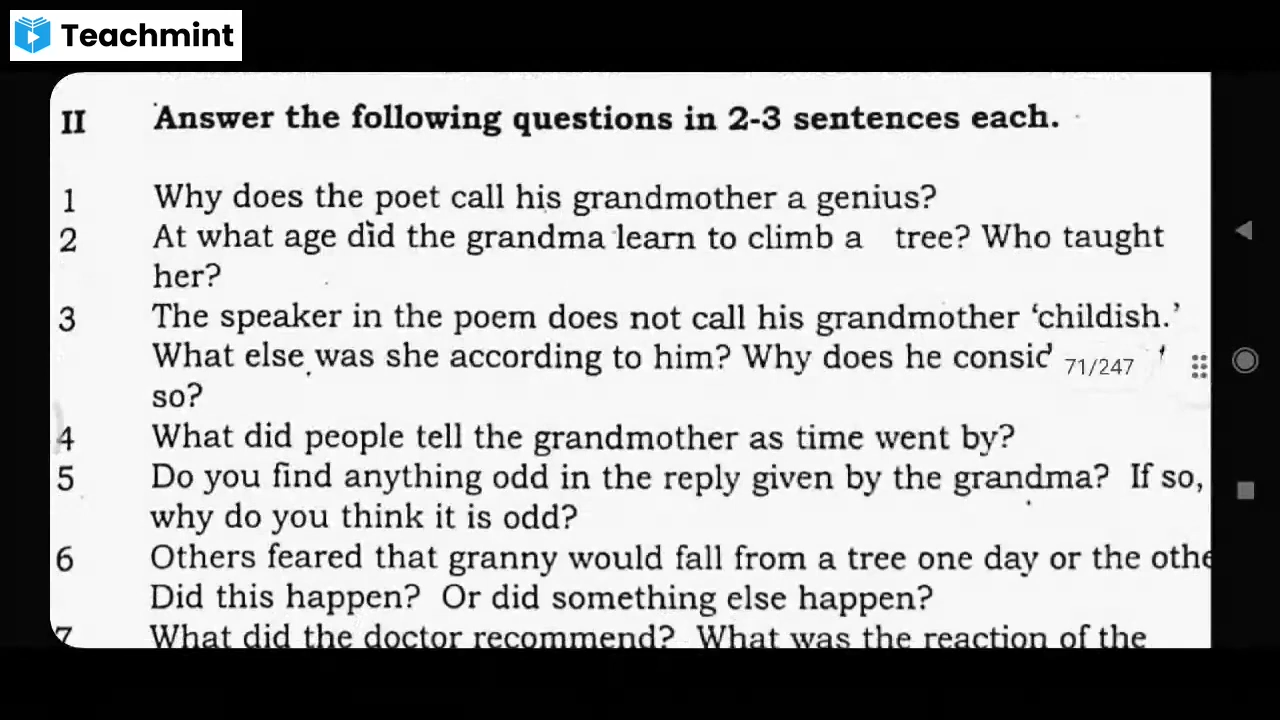 Teachmint
II Answer the following questions in 2-3 sentences each.
1 Why does the poet call his grandmother a genius?
2 At what age did the grandma learn to climb a tree? Who taught
her?
3 The speaker in the poem does not call his grandmother ‘childish.’
What else was she according to him? Why does he consid
71/247
so?
4 What did people tell the grandmother as time went by?
5 Do you find anything odd in the reply given by the grandma? If so,
why do you think it is odd?
6 Others feared that granny would fall from a tree one day or the othe
Did this happen? Or did something else happen?
7 What did the doctor recommend? What was the reaction of the